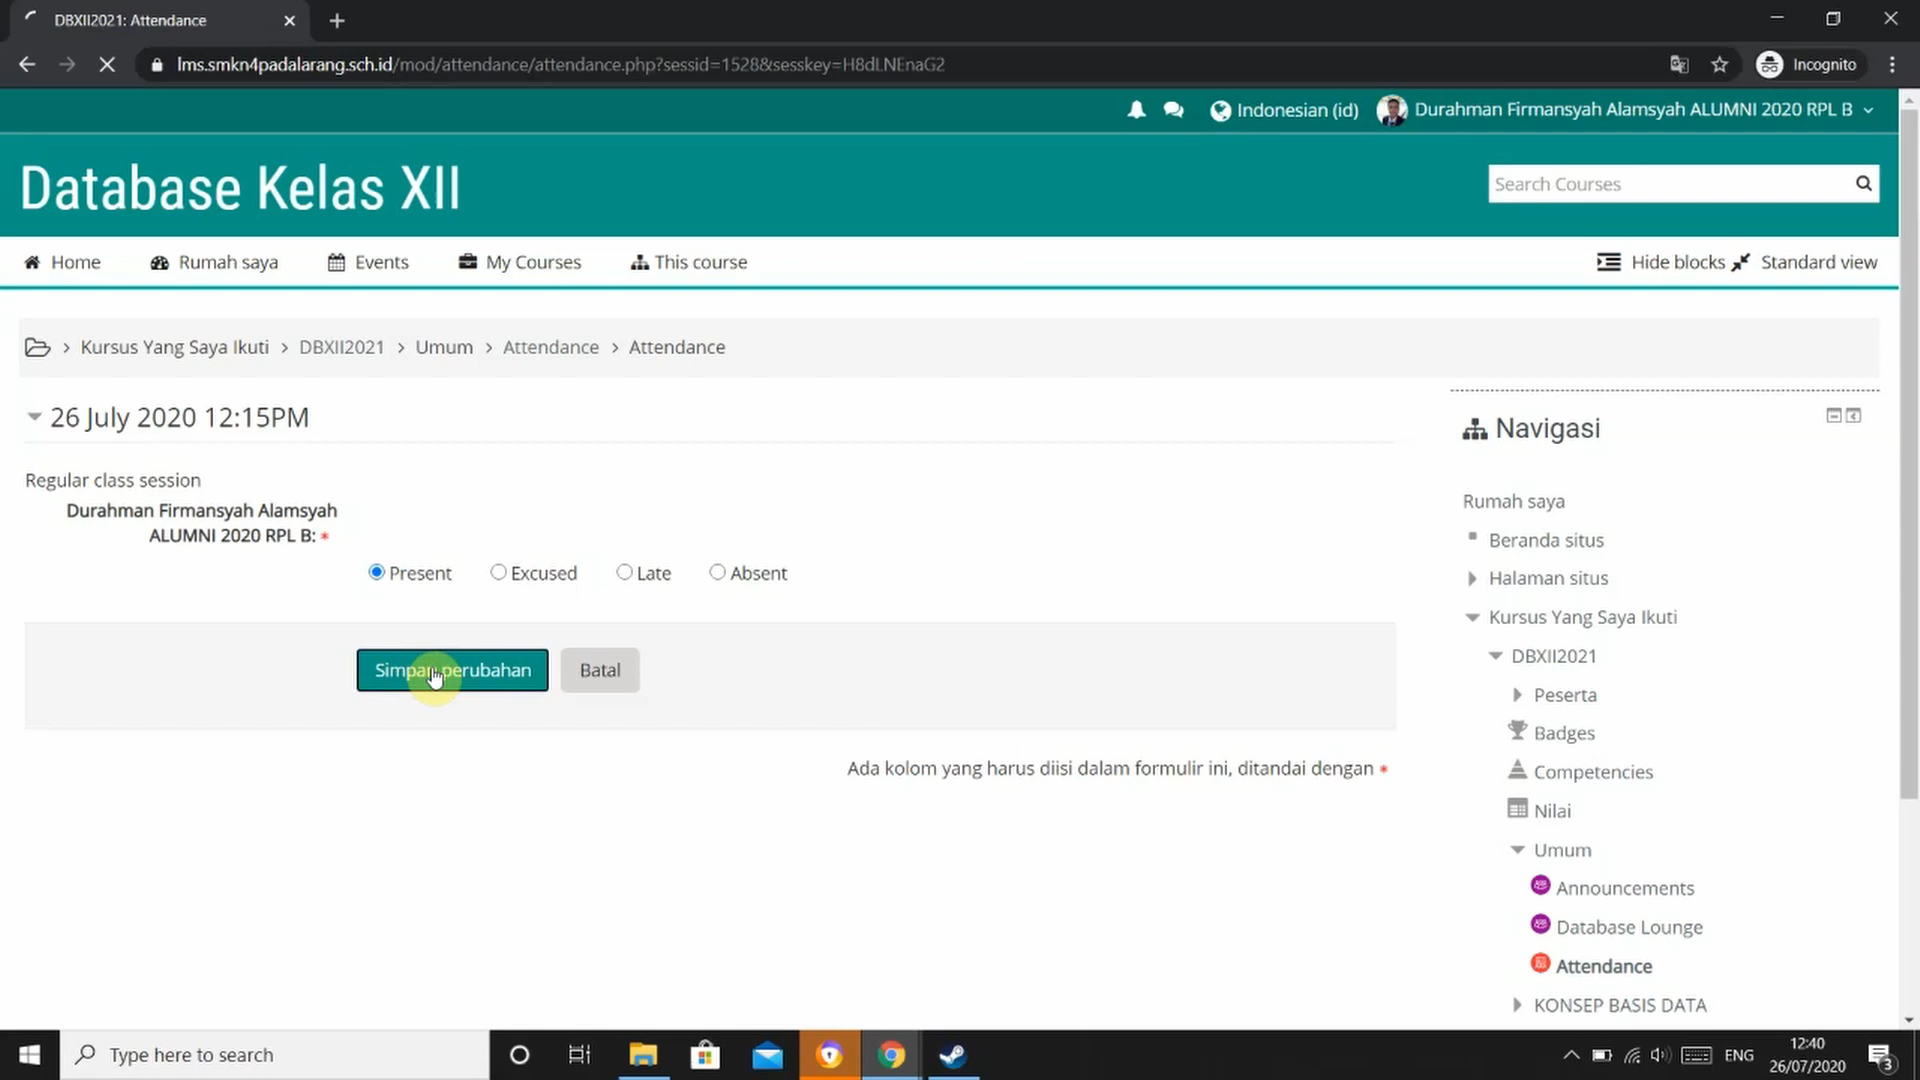 DBXII2021: Attendance
lms.smkn4padalarang.sch.id/mod/attendance/attendance.php?sessid=1528&sesskey=H8dLNEnaG2
Incognito
Indonesian (id)
Durahman Firmansyah Alamsyah ALUMNI 2020 RPL B
Database Kelas XII
Search Courses
Home
Rumah saya
Events
My Courses
This course
Hide blocks
Standard view
Kursus Yang Saya Ikuti > DBXII2021 > Umum > Attendance > Attendance
26 July 2020 12:15PM
Regular class session
Durahman Firmansyah Alamsyah
ALUMNI 2020 RPL B: *
Present
Excused
Late
Absent
Simpan perubahan
Batal
Ada kolom yang harus diisi dalam formulir ini, ditandai dengan *
Navigasi
Rumah saya
Beranda situs
Halaman situs
Kursus Yang Saya Ikuti
DBXII2021
Peserta
Badges
Competencies
Nilai
Umum
Announcements
Database Lounge
Attendance
KONSEP BASIS DATA
Type here to search
ENG
12:40
26/07/2020
3